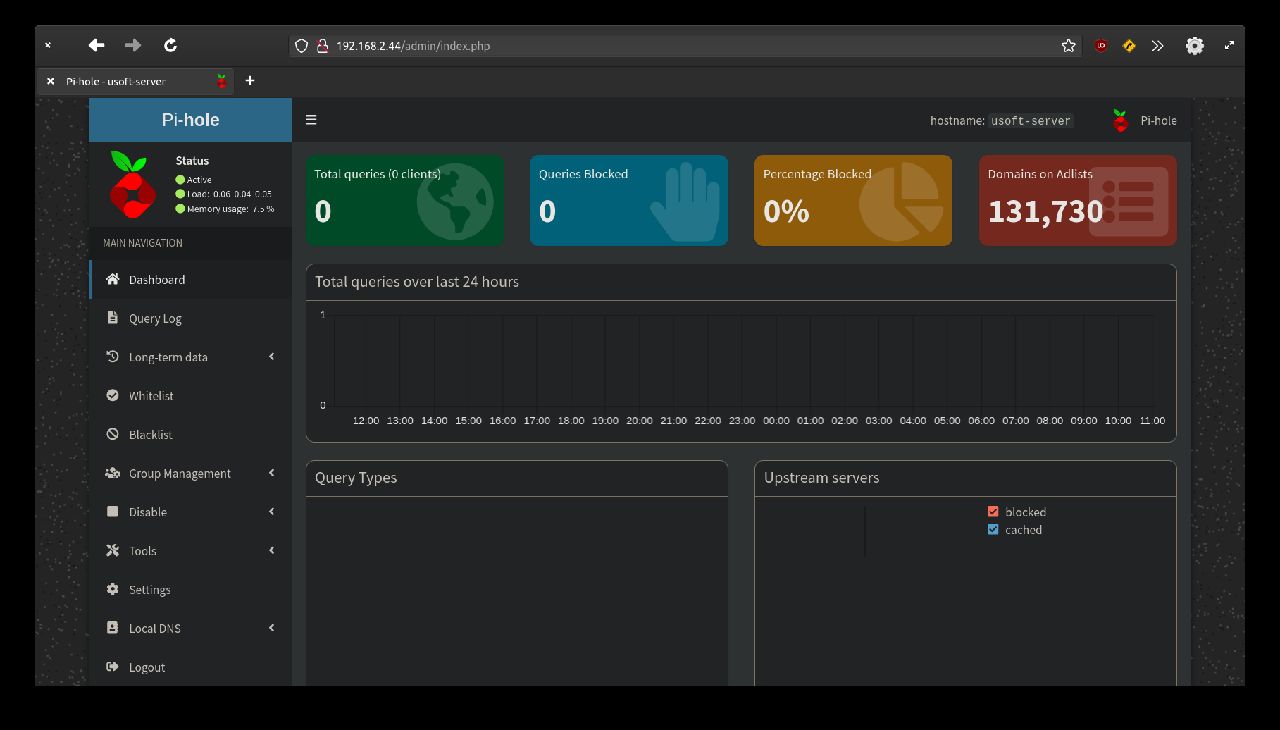 192.168.2.44/admin/index.php
Pi-hole - usoft-server
Pi-hole
hostname: usoft-server
Pi-hole
Status
Active
Load: 0.06 0.04 0.05
Memory usage: 7.5 %
MAIN NAVIGATION
Dashboard
Query Log
Long-term data
Whitelist
Blacklist
Group Management
Disable
Tools
Settings
Local DNS
Logout
Total queries (0 clients)
0
Queries Blocked
0
Percentage Blocked
0%
Domains on Adlists
131,730
Total queries over last 24 hours
1
0
12:00 13:00 14:00 15:00 16:00 17:00 18:00 19:00 20:00 21:00 22:00 23:00 00:00 01:00 02:00 03:00 04:00 05:00 06:00 07:00 08:00 09:00 10:00 11:00
Query Types
Upstream servers
blocked
cached